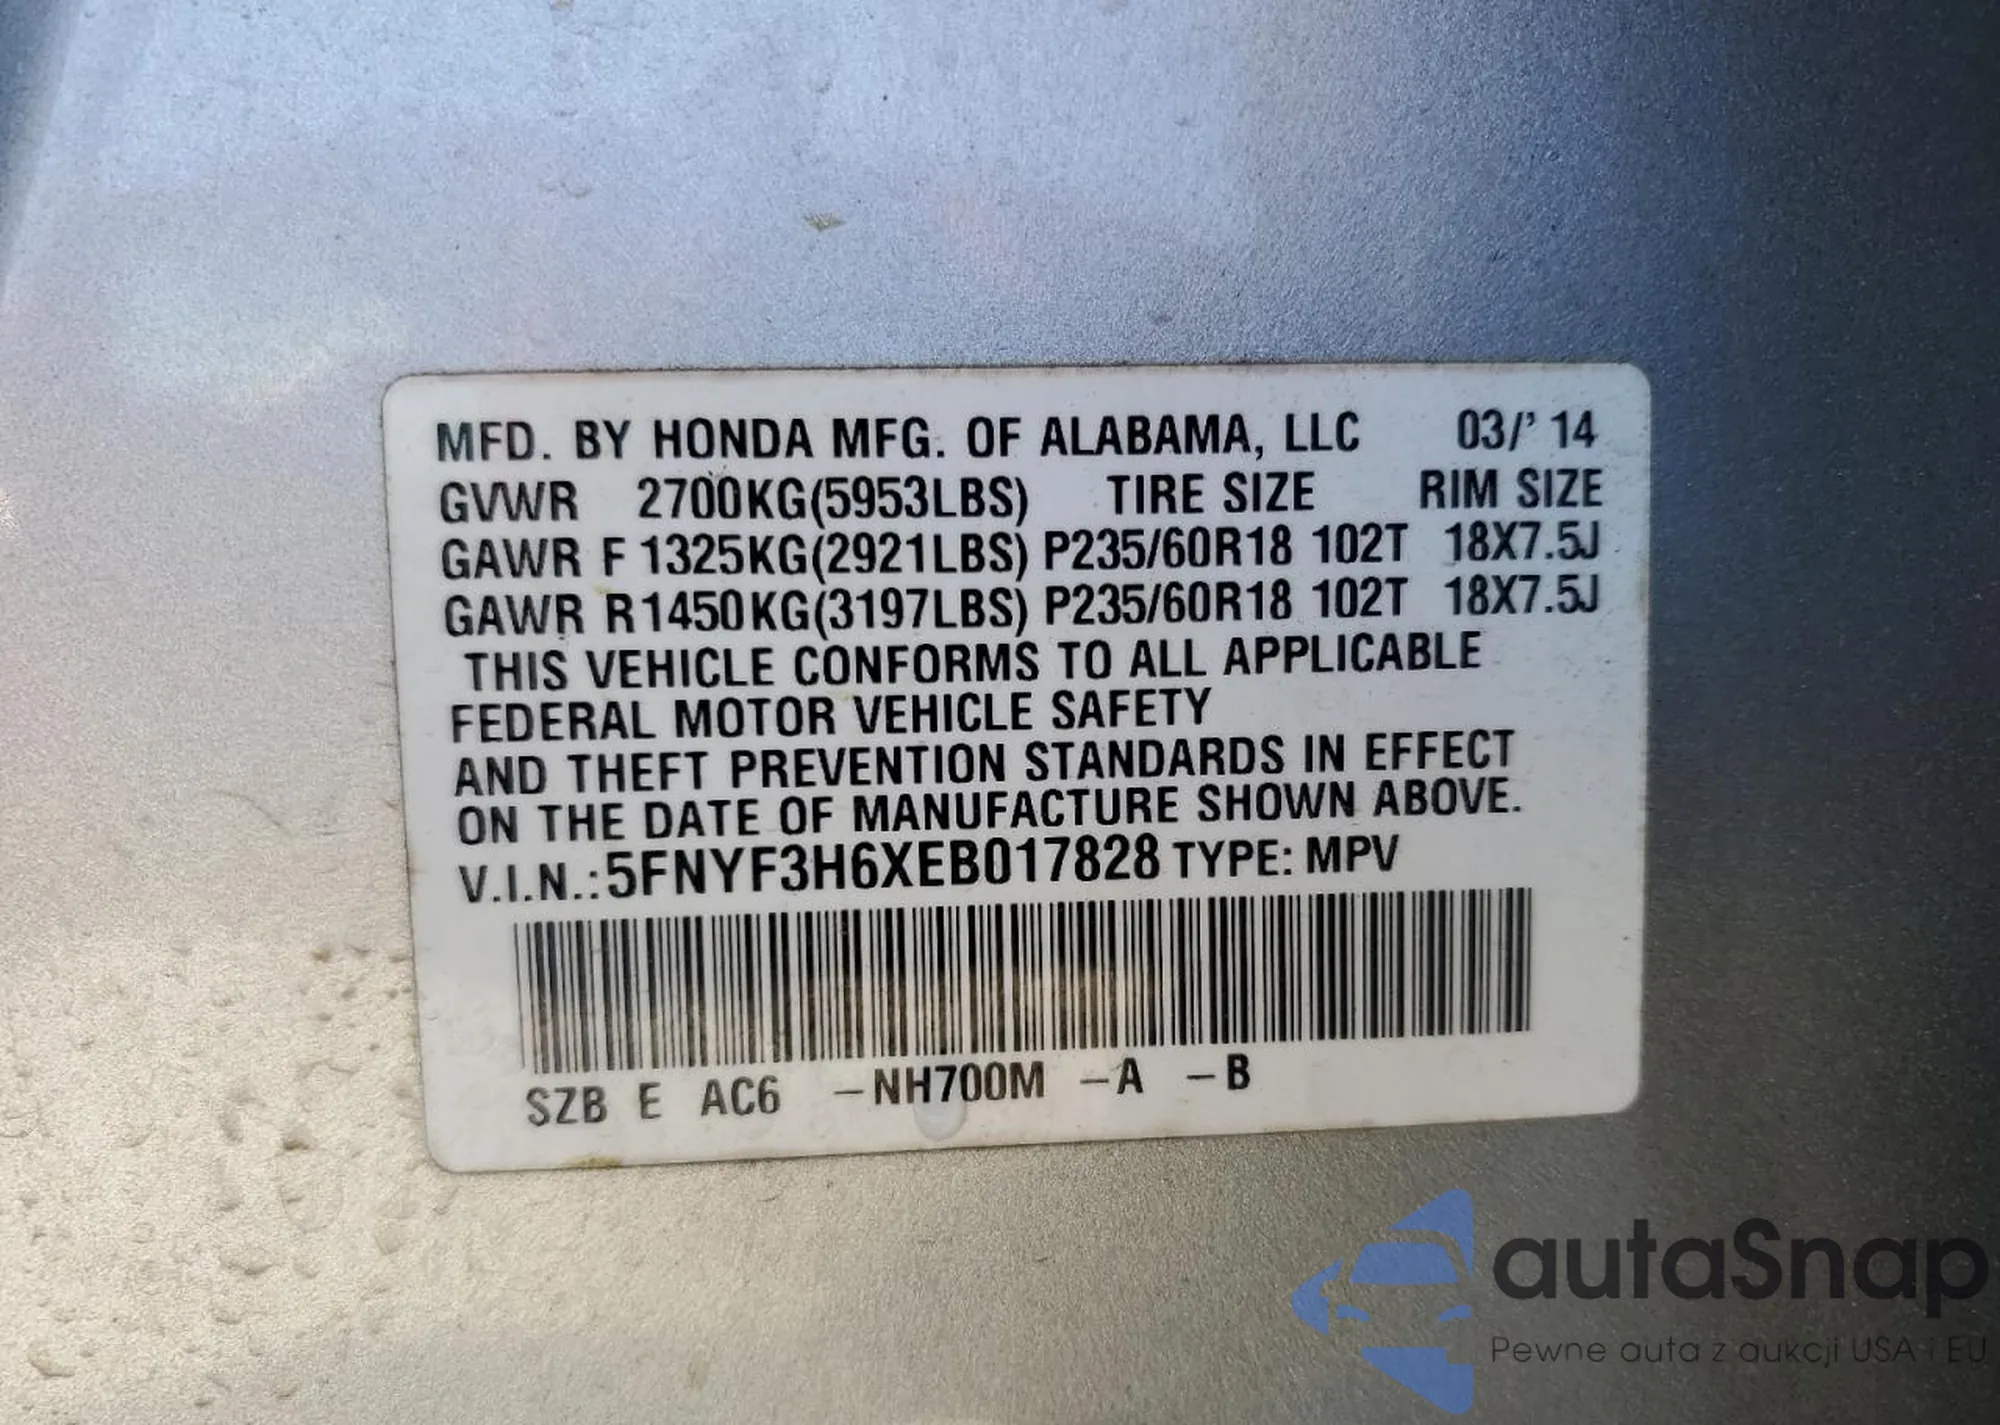 MFD. BY HONDA MFG. OF ALABAMA, LLC 03/' 14
GVWR 2700KG(5953LBS) TIRE SIZE RIM SIZE
GAWR F 1325KG(2921LBS) P235/60R18 102T 18X7.5J
GAWR R1450KG(3197LBS) P235/60R18 102T 18X7.5J
THIS VEHICLE CONFORMS TO ALL APPLICABLE
FEDERAL MOTOR VEHICLE SAFETY
AND THEFT PREVENTION STANDARDS IN EFFECT
ON THE DATE OF MANUFACTURE SHOWN ABOVE.
V.I.N.:5FNYF3H6XEB017828 TYPE: MPV
SZB E AC6 -NH700M -A -B
autaSnap
Pewne auta z aukcji USA i EU